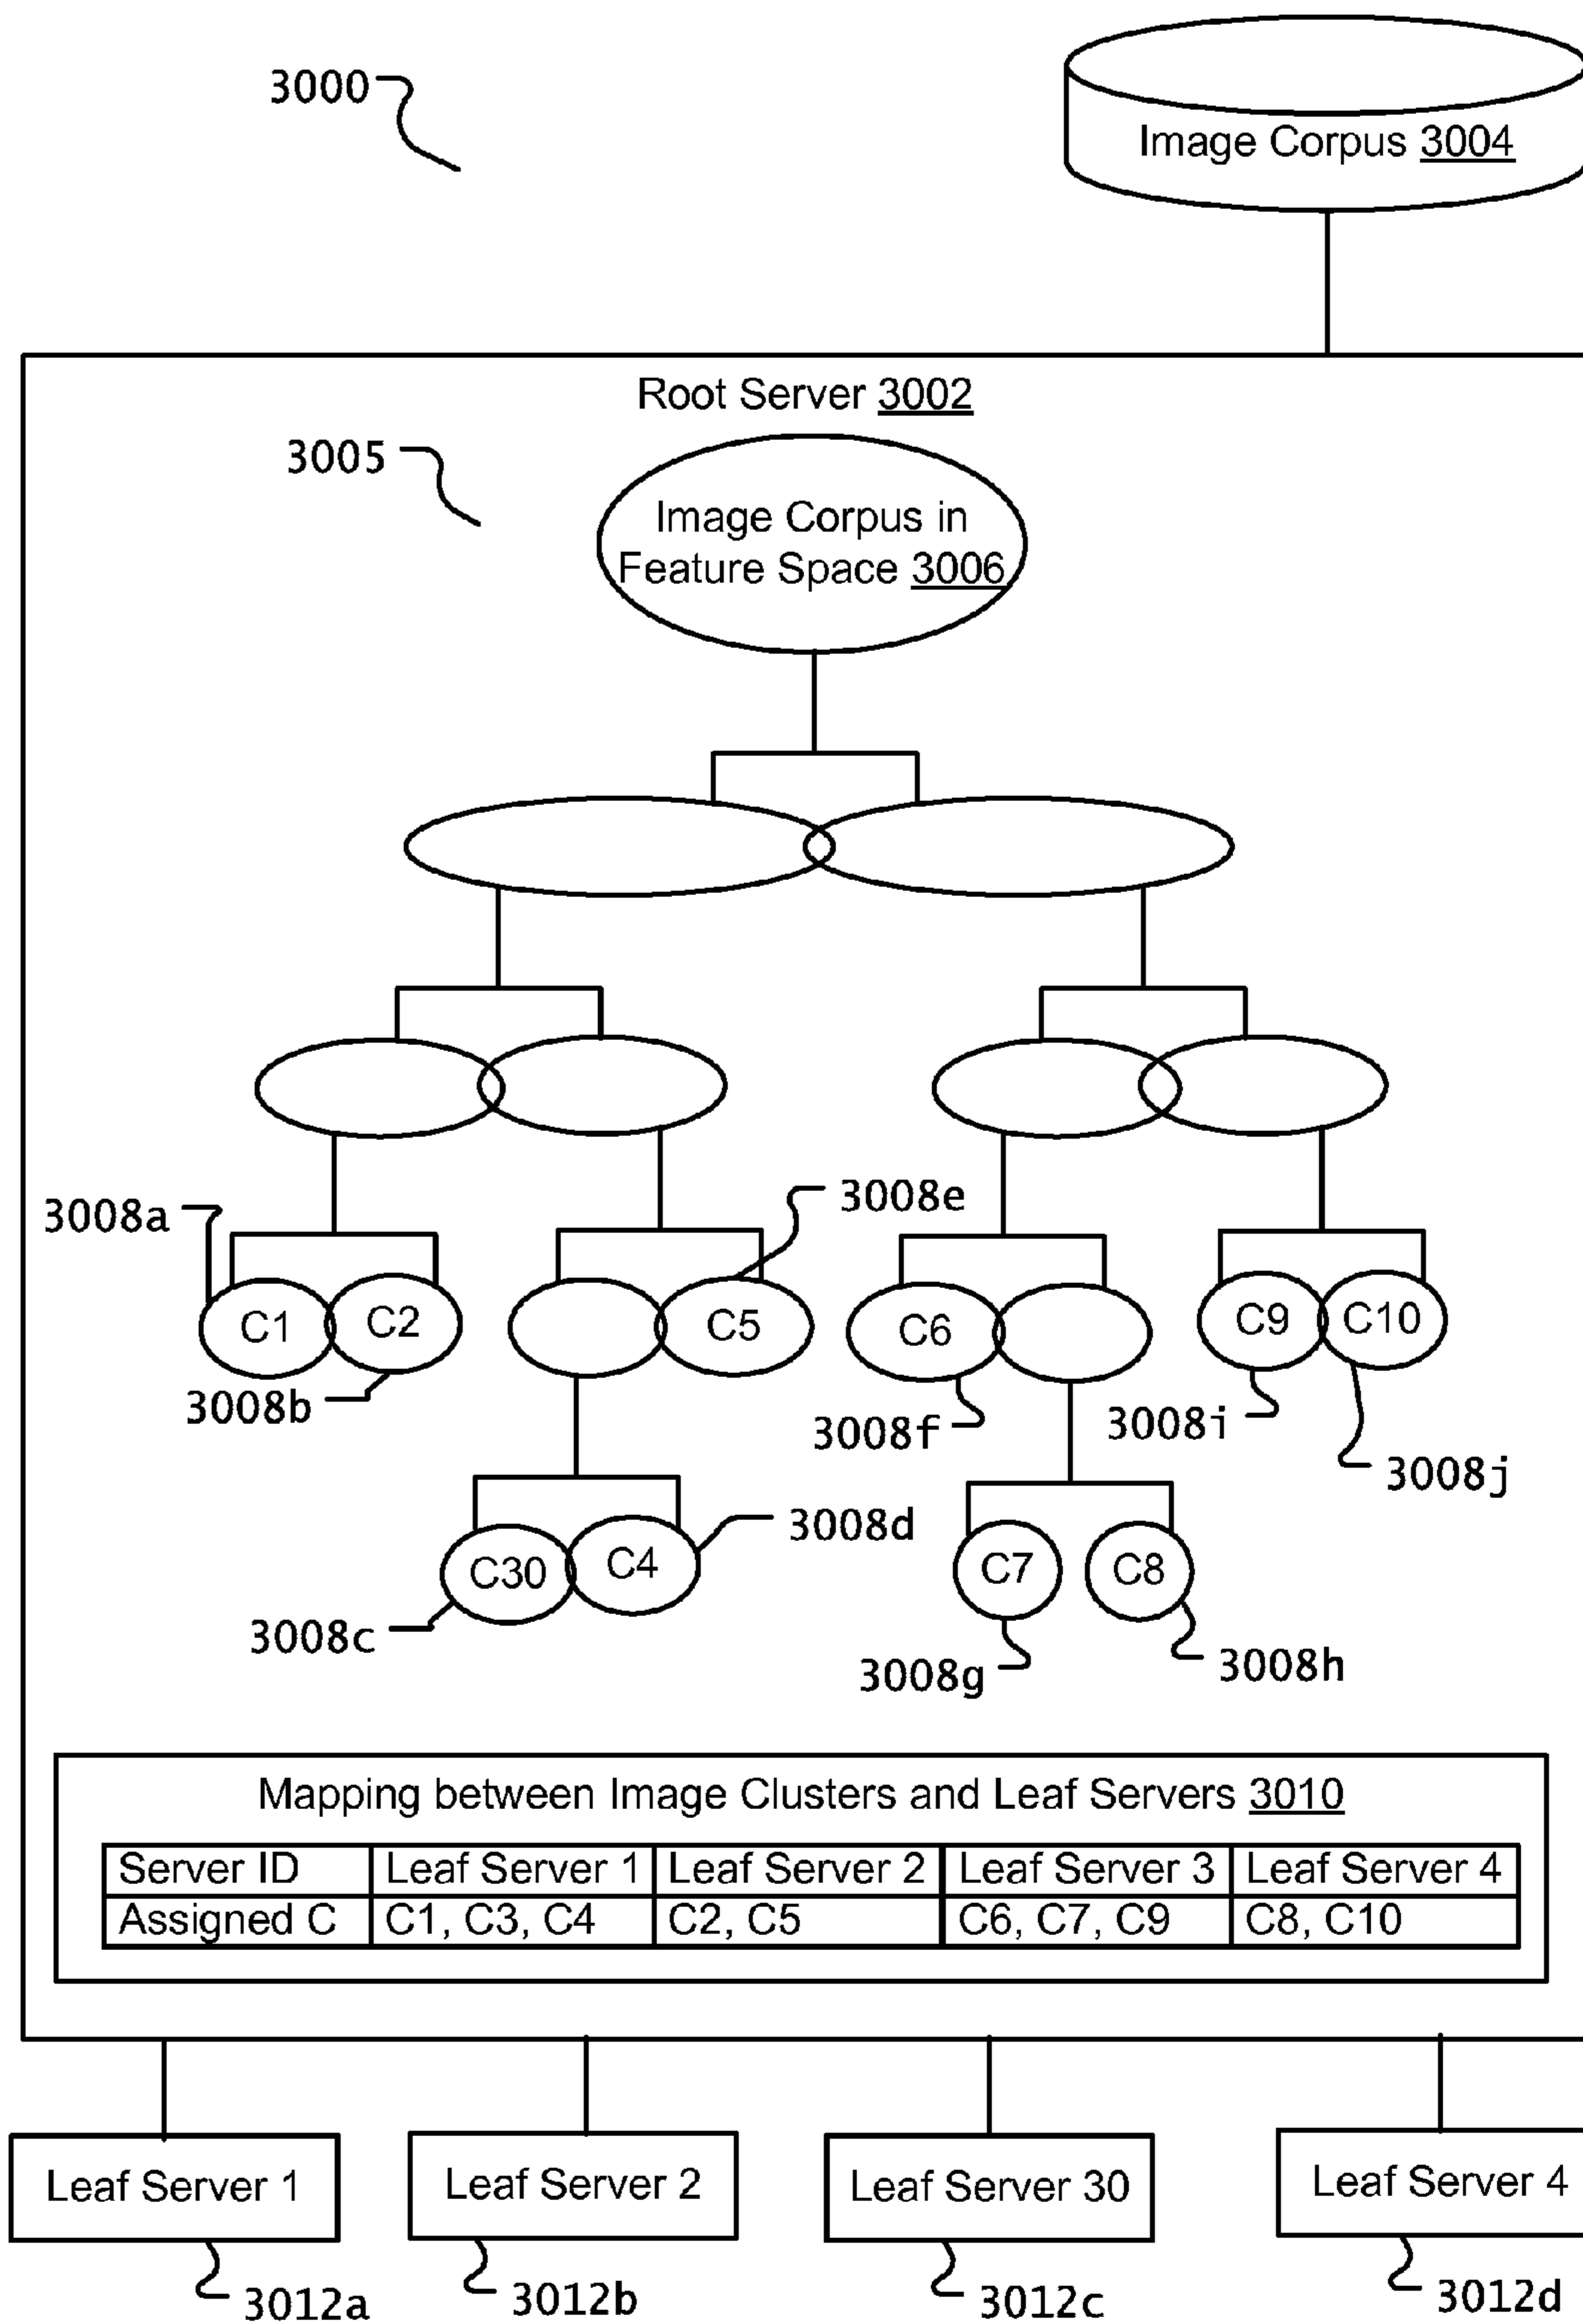 3000
Image Corpus 3004
Root Server 3002
3005
Image Corpus in
Feature Space 3006
3008a
3008e
C1
C2
C5
C6
C9
C10
3008b
3008f
3008i
3008j
C30
C4
3008d
C7
C8
3008c
3008g
3008h
Mapping between Image Clusters and Leaf Servers 3010
Server ID Leaf Server 1 Leaf Server 2 Leaf Server 3 Leaf Server 4
Assigned C C1, C3, C4 C2, C5 C6, C7, C9 C8, C10
Leaf Server 1
Leaf Server 2
Leaf Server 30
Leaf Server 4
3012a
3012b
3012c
3012d